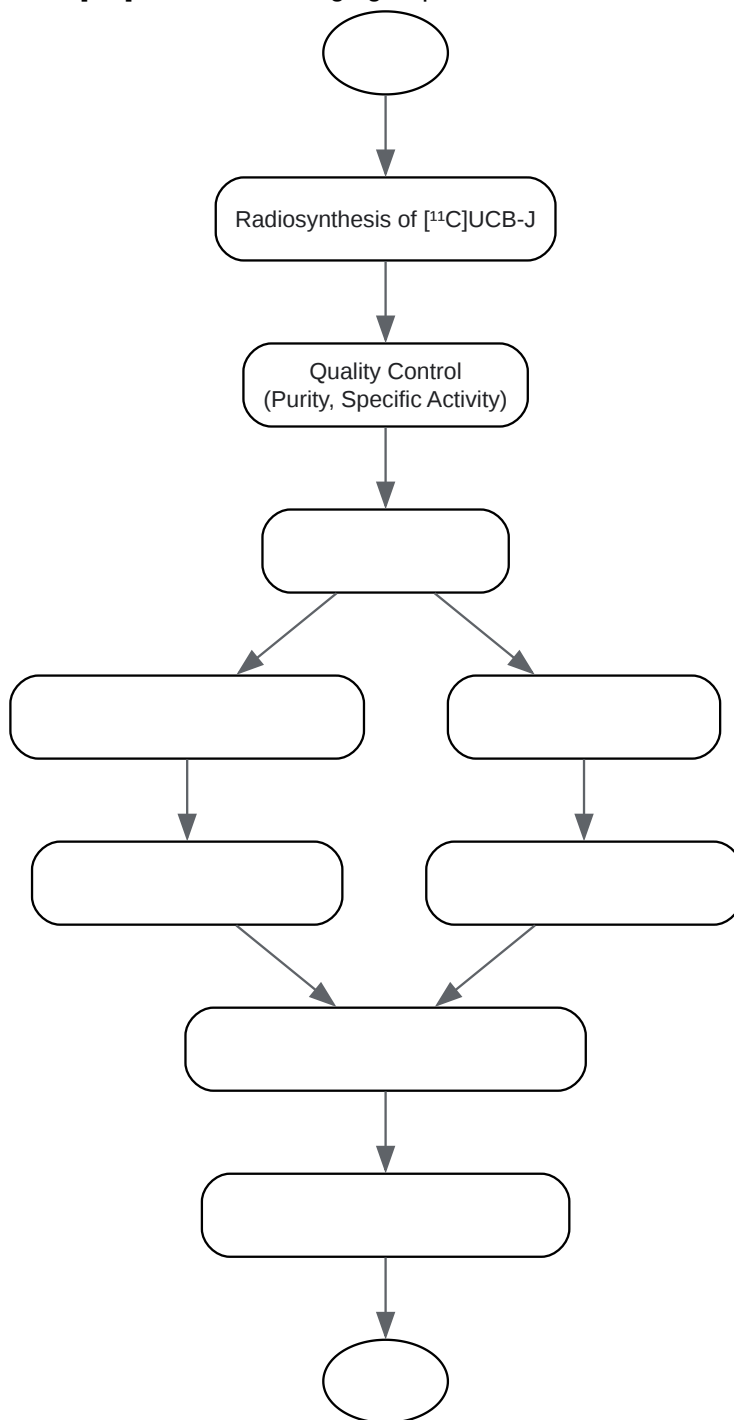 Radiosynthesis of [¹¹C]UCB-J
Quality Control
(Purity, Specific Activity)